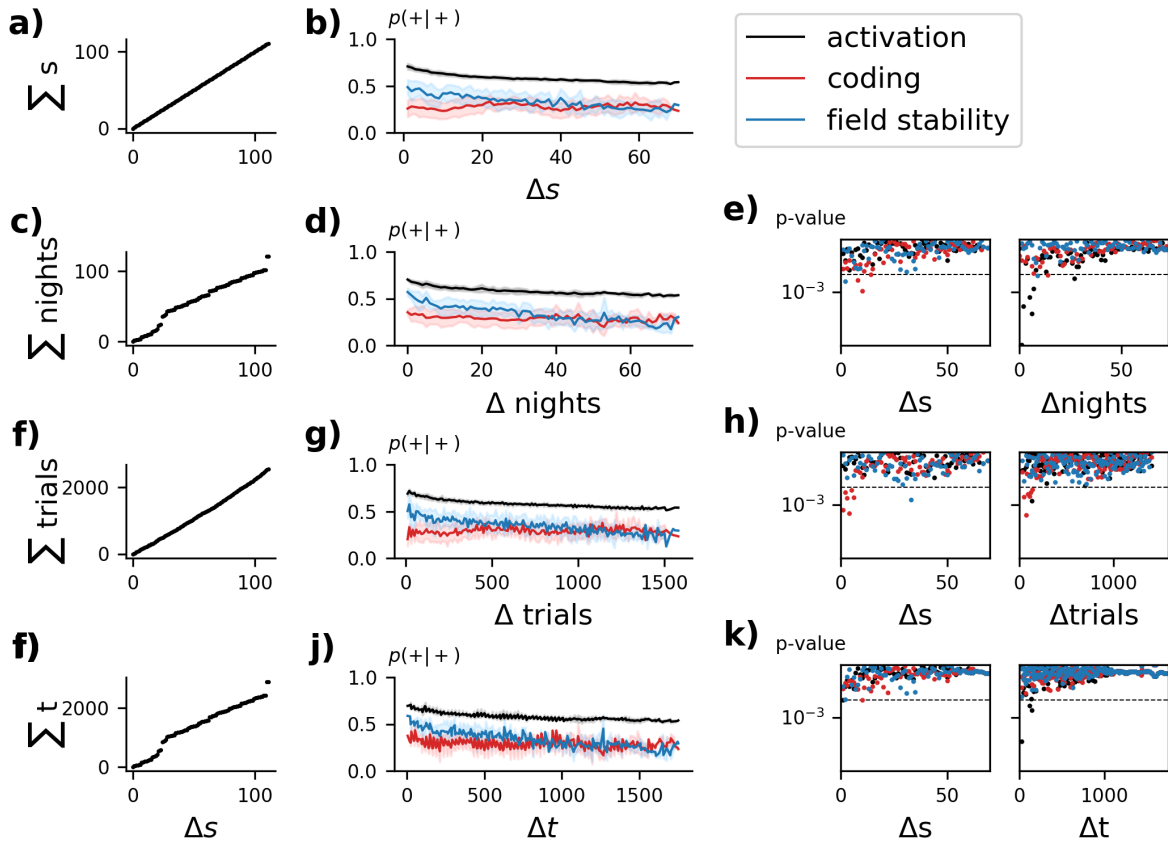 a)
∑ s
100
0
0 100
b)
p(+|+)
1.0
0.5
0.0
0 20 40 60
Δs
activation
coding
field stability
c)
∑ nights
100
0
0 100
d)
p(+|+)
1.0
0.5
0.0
0 20 40 60
Δ nights
e)
p-value
10⁻³
0 50
Δs
0 50
Δnights
f)
∑ trials
2000
0
0 100
g)
p(+|+)
1.0
0.5
0.0
0 500 1000 1500
Δ trials
h)
p-value
10⁻³
0 50
Δs
0 1000
Δtrials
f)
∑ t
2000
0
0 100
Δs
j)
p(+|+)
1.0
0.5
0.0
0 500 1000 1500
Δt
k)
p-value
10⁻³
0 50
Δs
0 1000
Δt